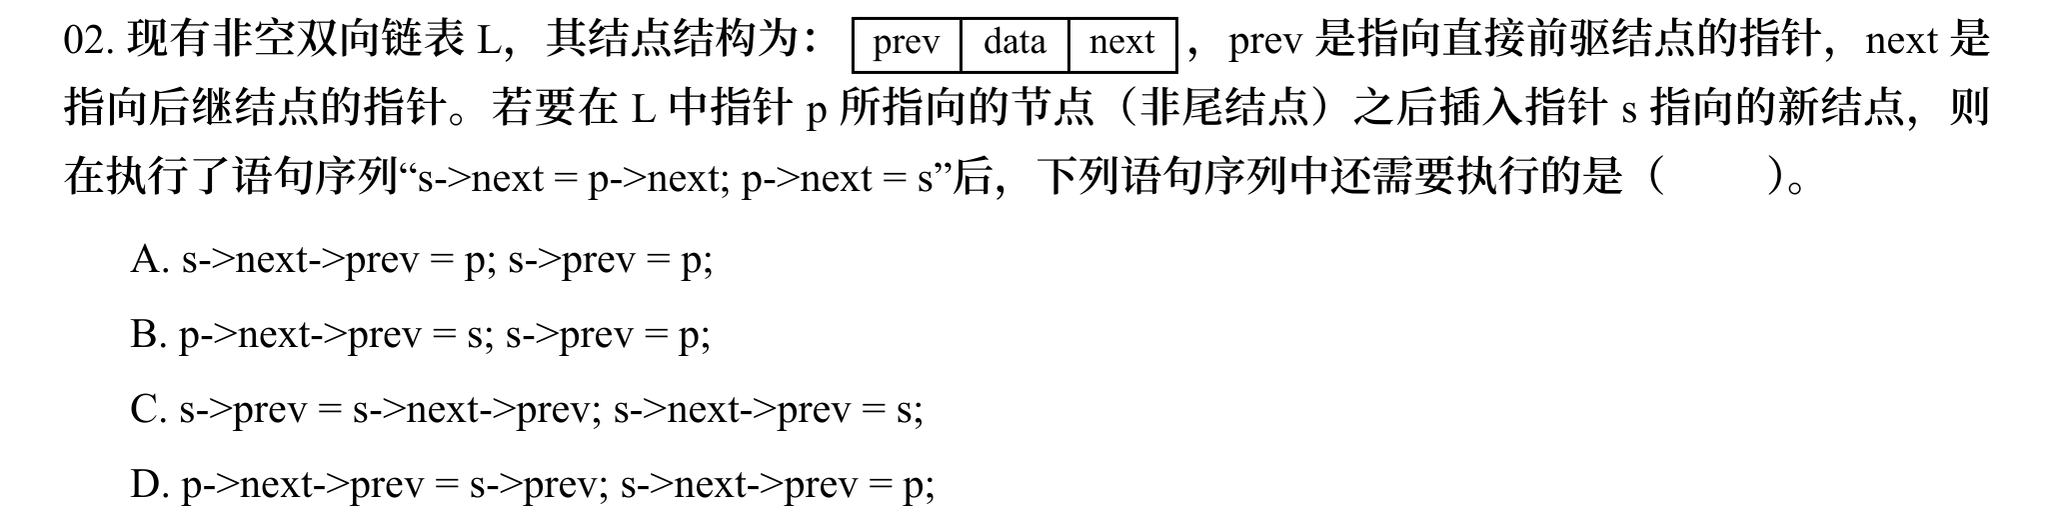 02. 现有非空双向链表 L，其结点结构为： prev data next ，prev 是指向直接前驱结点的指针，next 是
指向后继结点的指针。若要在 L 中指针 p 所指向的节点（非尾结点）之后插入指针 s 指向的新结点，则
在执行了语句序列“s->next = p->next; p->next = s”后，下列语句序列中还需要执行的是（　　）。
A. s->next->prev = p; s->prev = p;
B. p->next->prev = s; s->prev = p;
C. s->prev = s->next->prev; s->next->prev = s;
D. p->next->prev = s->prev; s->next->prev = p;